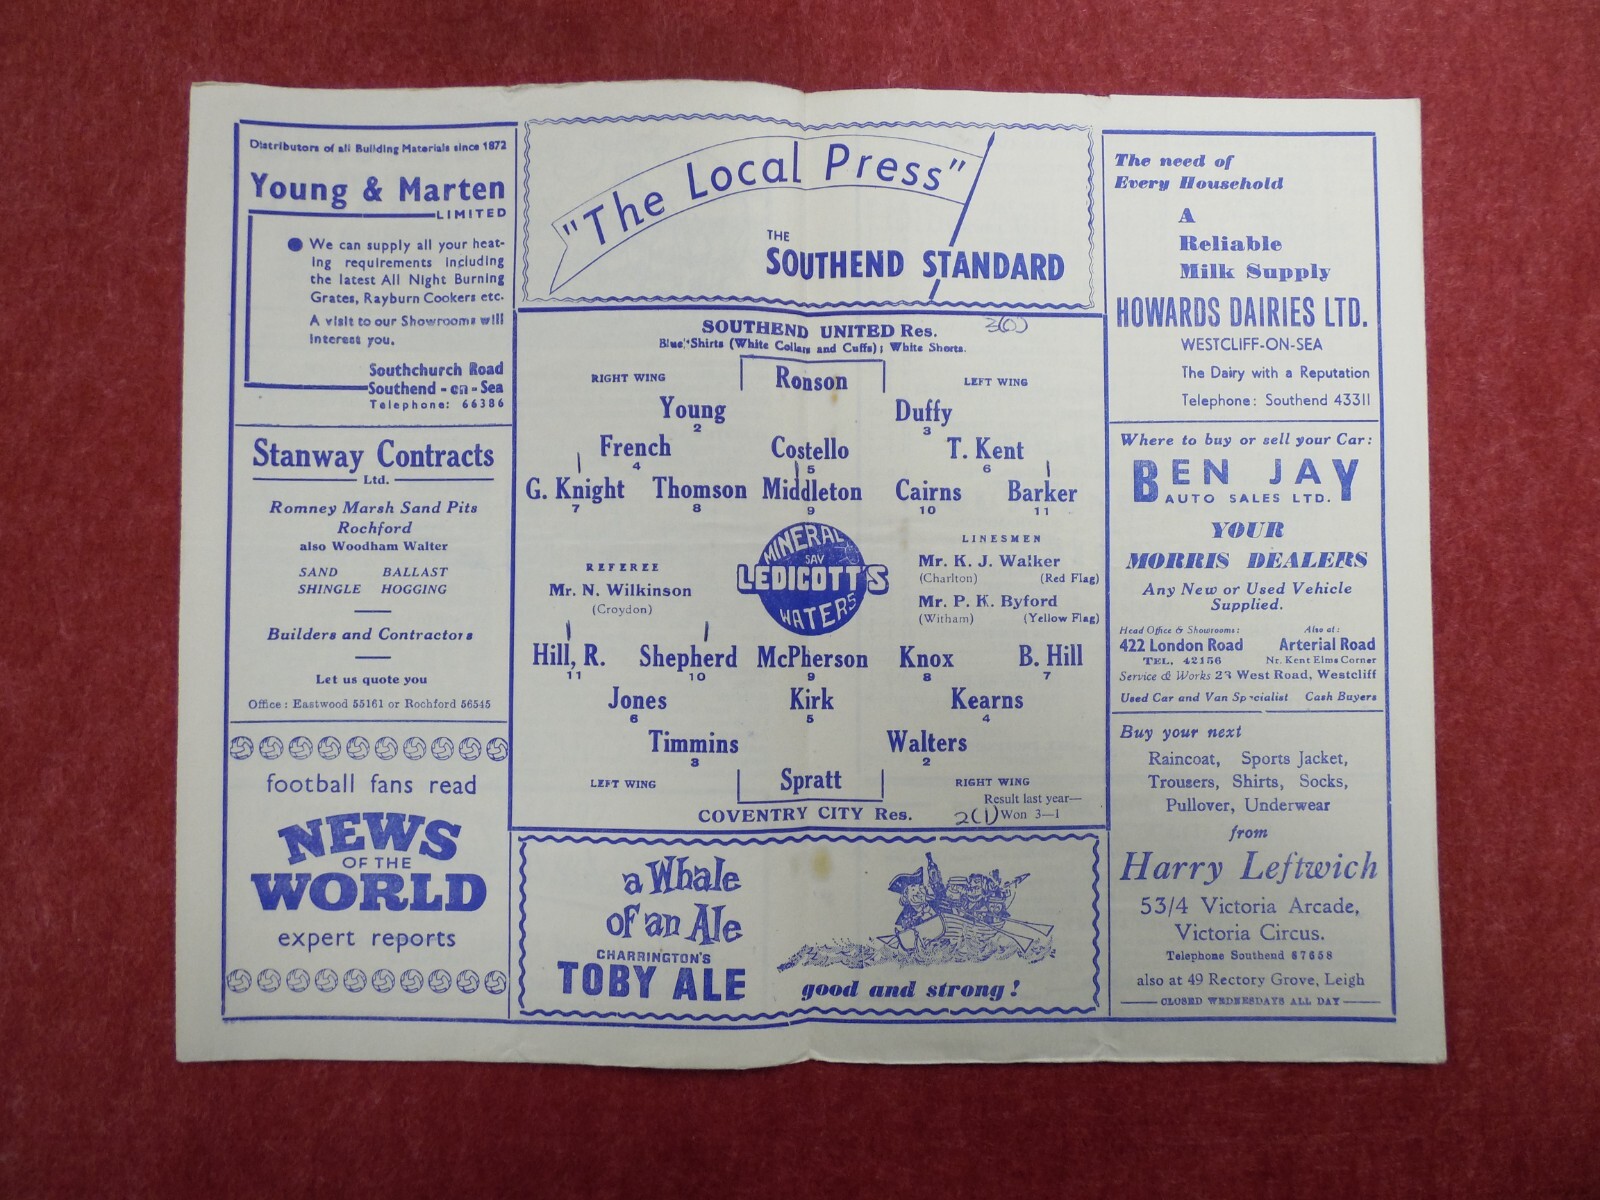 Distributors of all Building Materials since 1872
Young & Marten
LIMITED
We can supply all your heat-
ing requirements including
the latest All Night Burning
Grates, Rayburn Cookers etc.
A visit to our Showrooms will
interest you.
Southchurch Road
Southend - on - Sea
Telephone: 66386
Stanway Contracts
Ltd.
Romney Marsh Sand Pits
Rochford
also Woodham Walter
SAND BALLAST
SHINGLE HOGGING
Builders and Contractors
Let us quote you
Office: Eastwood 55161 or Rochford 56545
football fans read
NEWS
OF THE
WORLD
expert reports
"The Local Press"
THE
SOUTHEND STANDARD
SOUTHEND UNITED Res. 3(0)
Blue Shirts (White Collars and Cuffs); White Shorts.
RIGHT WING Ronson LEFT WING
Young Duffy
2 3
French Costello T. Kent
4 5 6
G. Knight Thomson Middleton Cairns Barker
7 8 9 10 11
REFEREE
Mr. N. Wilkinson
(Croydon)
MINERAL
SAY
LEDICOTT'S
WATERS
LINESMEN
Mr. K. J. Walker
(Charlton) (Red Flag)
Mr. P. K. Byford
(Witham) (Yellow Flag)
Hill, R. Shepherd McPherson Knox B. Hill
11 10 9 8 7
Jones Kirk Kearns
6 5 4
Timmins Walters
3 2
LEFT WING Spratt RIGHT WING
Result last year—
COVENTRY CITY Res. 2(1) Won 3—1
a Whale
of an Ale
CHARRINGTON'S
TOBY ALE
good and strong!
The need of
Every Household
A
Reliable
Milk Supply
HOWARDS DAIRIES LTD.
WESTCLIFF-ON-SEA
The Dairy with a Reputation
Telephone: Southend 43311
Where to buy or sell your Car:
BEN JAY
AUTO SALES LTD.
YOUR
MORRIS DEALERS
Any New or Used Vehicle
Supplied.
Head Office & Showrooms: Also at:
422 London Road Arterial Road
TEL. 42156 Nr. Kent Elms Corner
Service & Works 23 West Road, Westcliff
Used Car and Van Specialist Cash Buyers
Buy your next
Raincoat, Sports Jacket,
Trousers, Shirts, Socks,
Pullover, Underwear
from
Harry Leftwich
53/4 Victoria Arcade,
Victoria Circus.
Telephone Southend 67658
also at 49 Rectory Grove, Leigh
CLOSED WEDNESDAYS ALL DAY